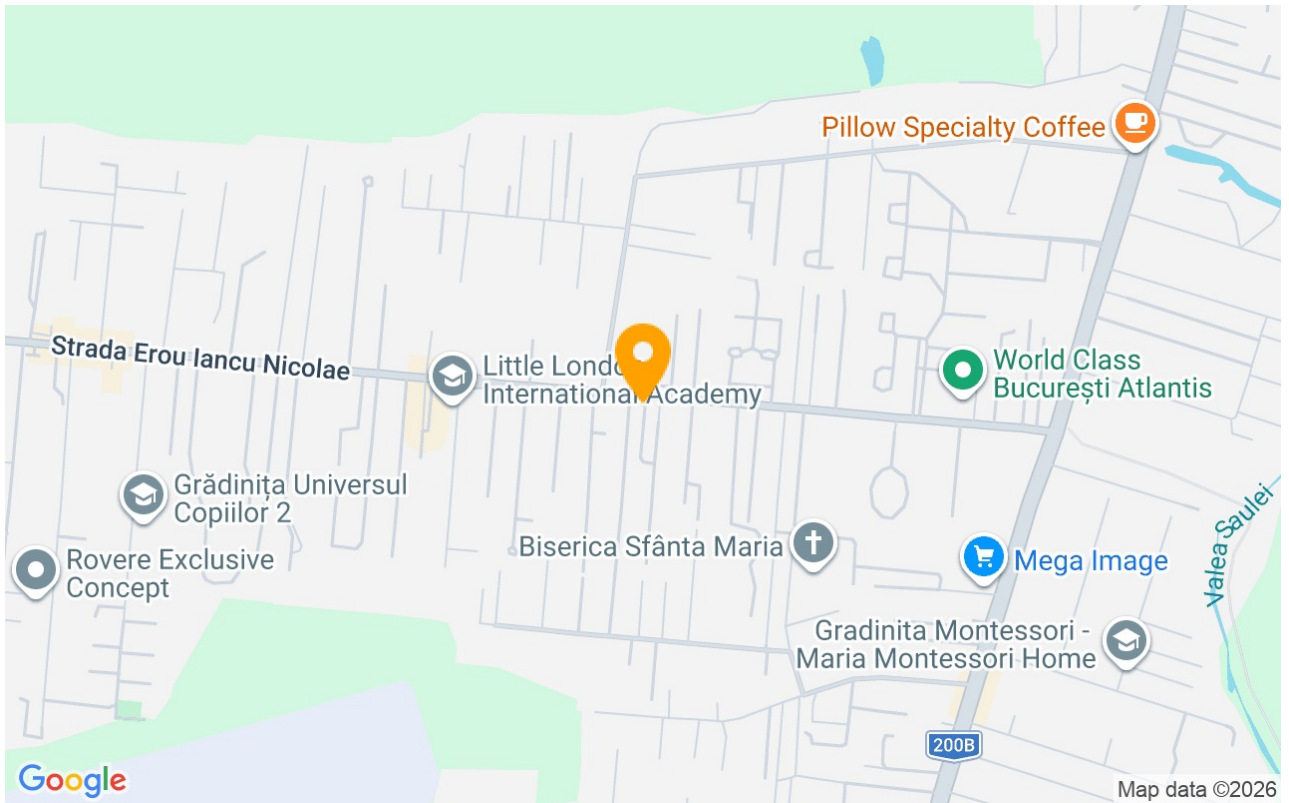 Pillow Specialty Coffee
Strada Erou Iancu Nicolae
Little Londo
International Academy
World Class
București Atlantis
Grădinița Universul
Copiilor 2
Rovere Exclusive
Concept
Biserica Sfânta Maria
Mega Image
Valea Saulei
Gradinita Montessori -
Maria Montessori Home
200B
Google
Map data ©2026